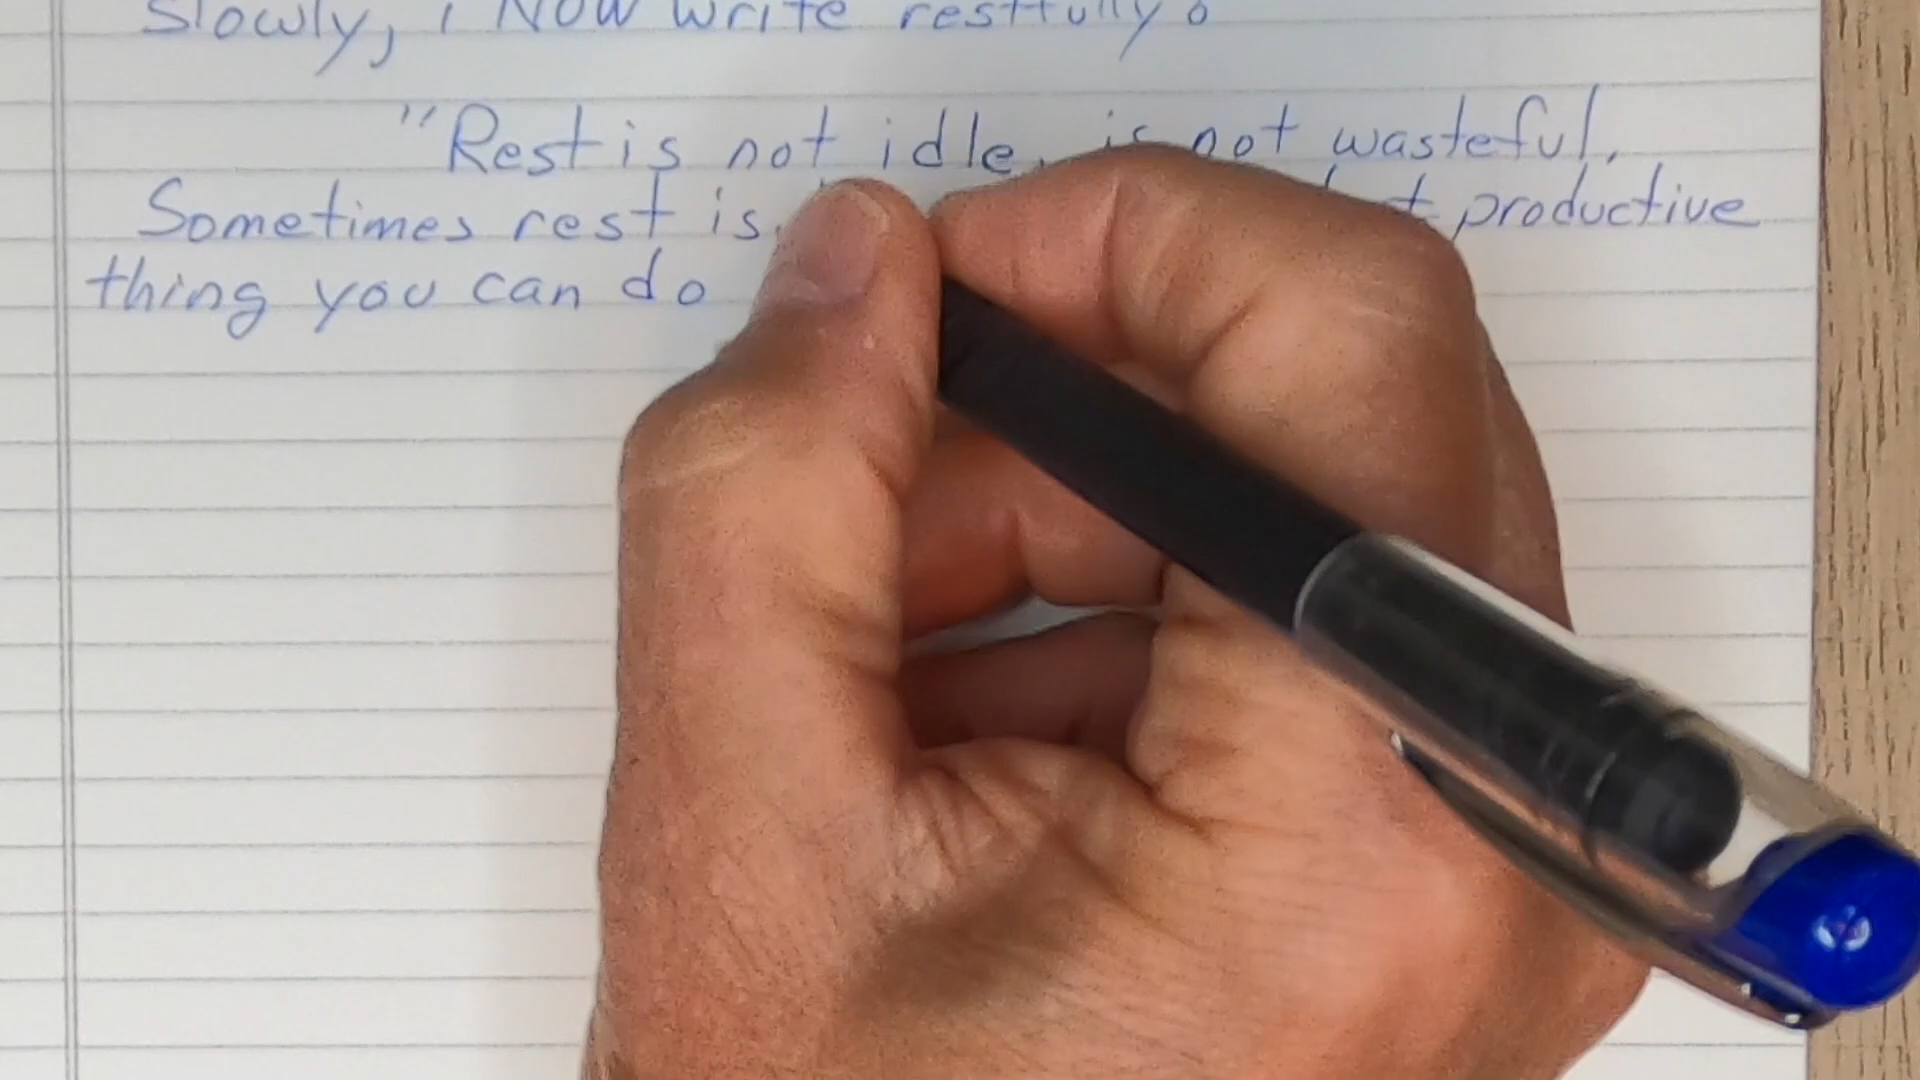 Slowly, I Now write restfully.
"Rest is not idle, is not wasteful.
Sometimes rest is productive
thing you can do